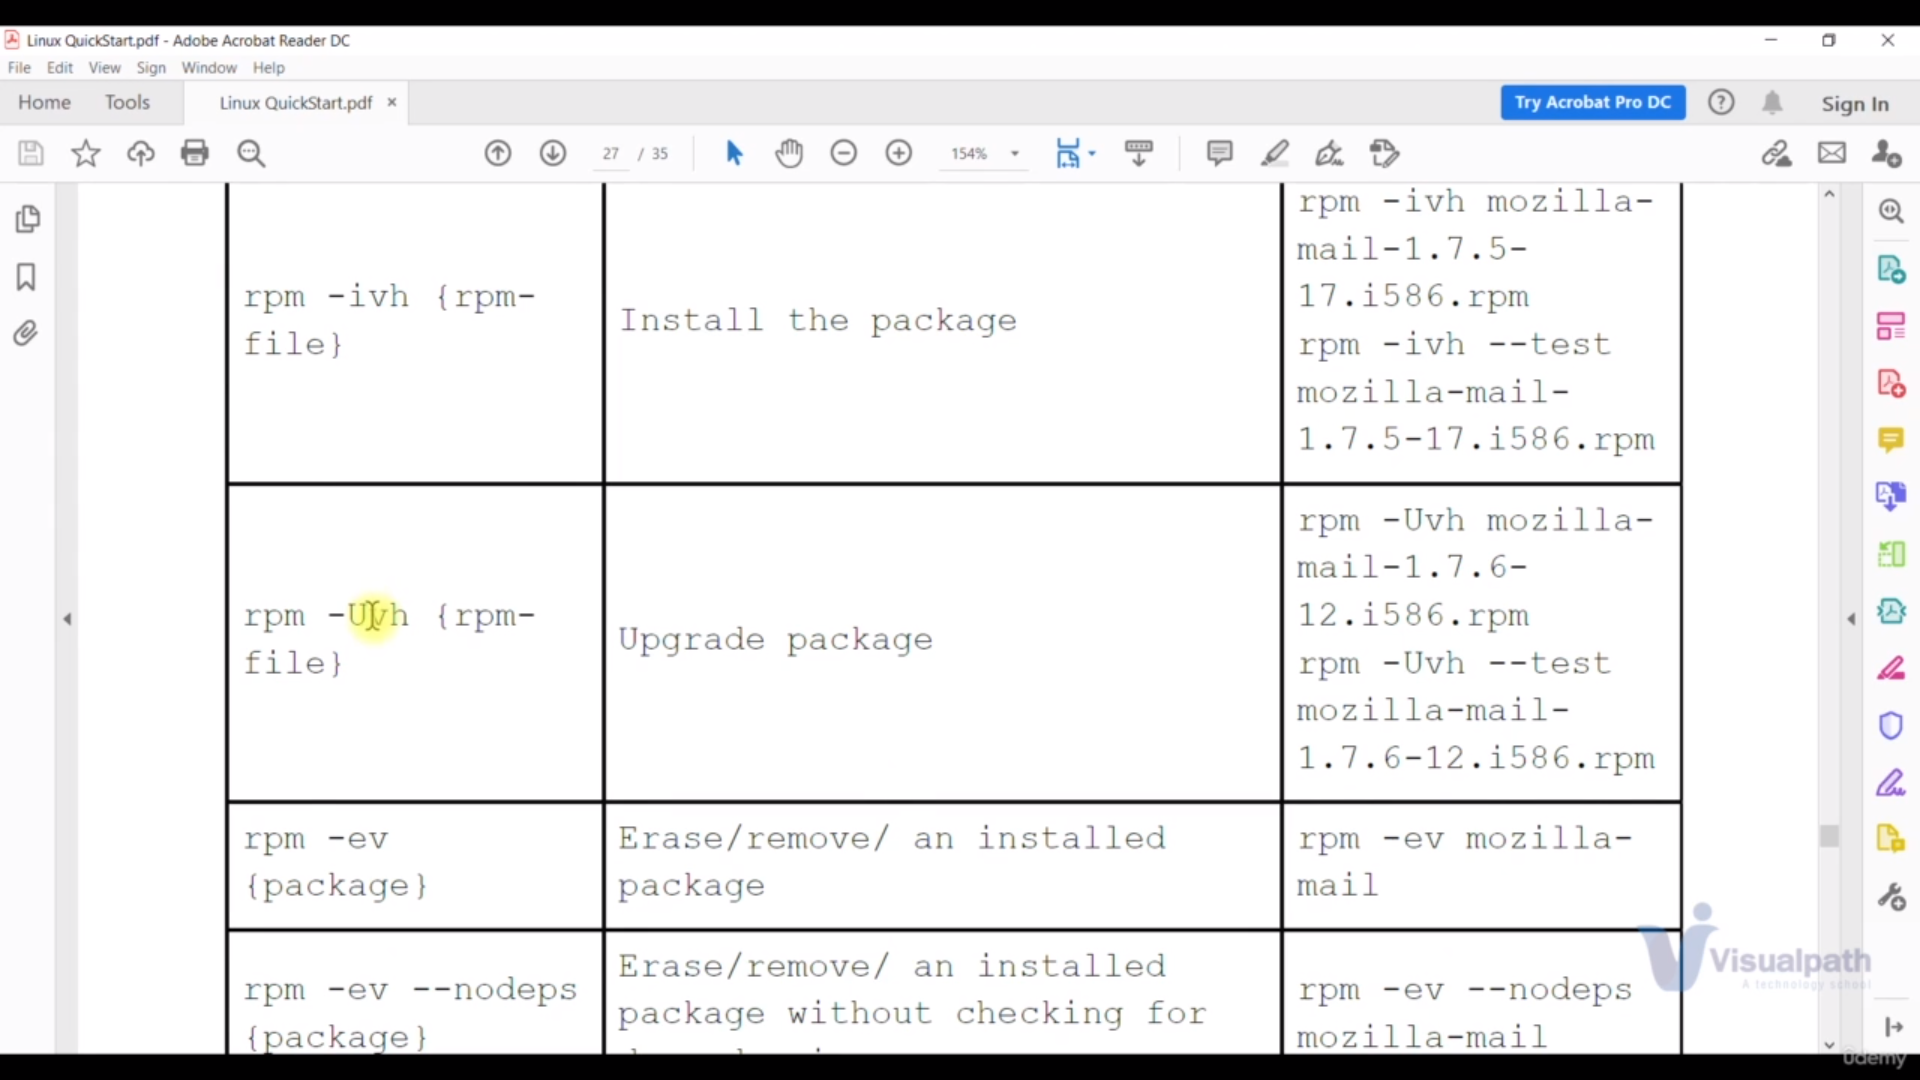 Linux QuickStart.pdf - Adobe Acrobat Reader DC
File Edit View Sign Window Help
Home Tools Linux QuickStart.pdf × Try Acrobat Pro DC Sign In
27 / 35 154%
rpm -ivh {rpm-
file}
Install the package
rpm -ivh mozilla-
mail-1.7.5-
17.i586.rpm
rpm -ivh --test
mozilla-mail-
1.7.5-17.i586.rpm
rpm -Uvh {rpm-
file}
Upgrade package
rpm -Uvh mozilla-
mail-1.7.6-
12.i586.rpm
rpm -Uvh --test
mozilla-mail-
1.7.6-12.i586.rpm
rpm -ev
{package}
Erase/remove/ an installed
package
rpm -ev mozilla-
mail
rpm -ev --nodeps
{package}
Erase/remove/ an installed
package without checking for
rpm -ev --nodeps
mozilla-mail
Visualpath
A technology school
ûdemy